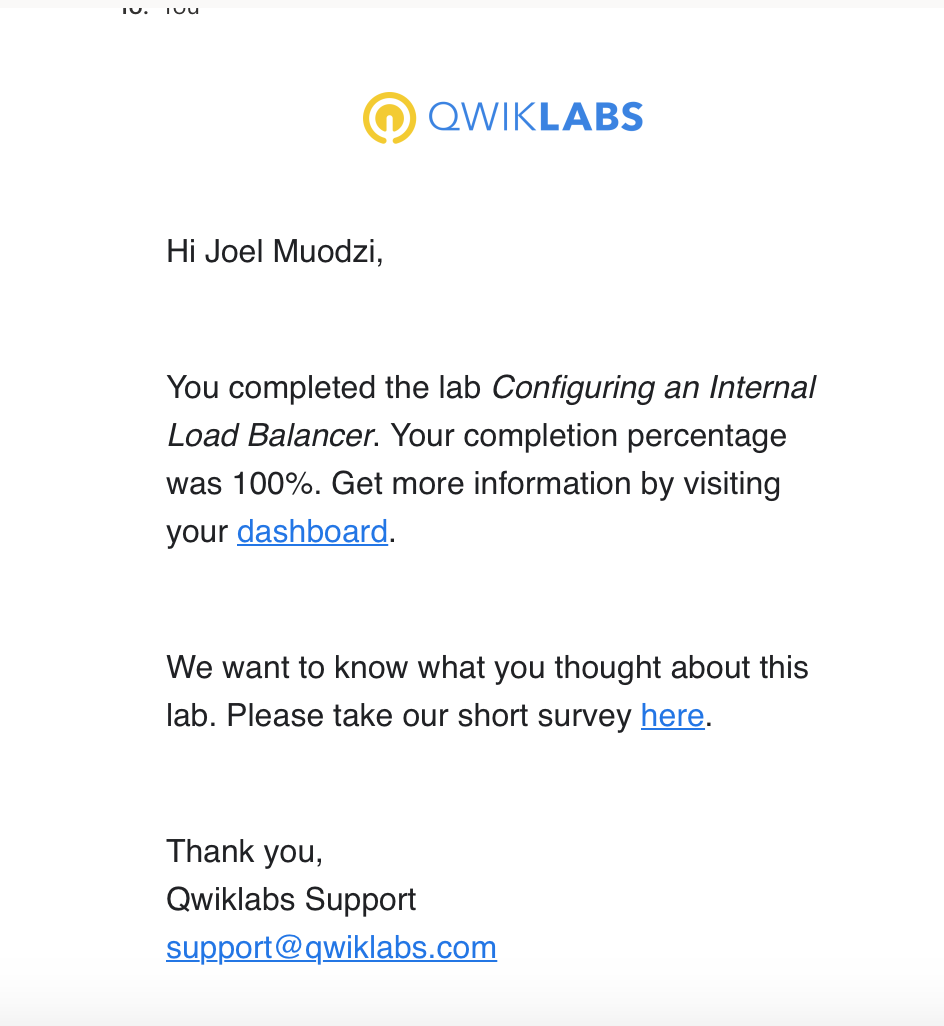 To: You
QWIKLABS
Hi Joel Muodzi,
You completed the lab Configuring an Internal
Load Balancer. Your completion percentage
was 100%. Get more information by visiting
your dashboard.
We want to know what you thought about this
lab. Please take our short survey here.
Thank you,
Qwiklabs Support
support@qwiklabs.com